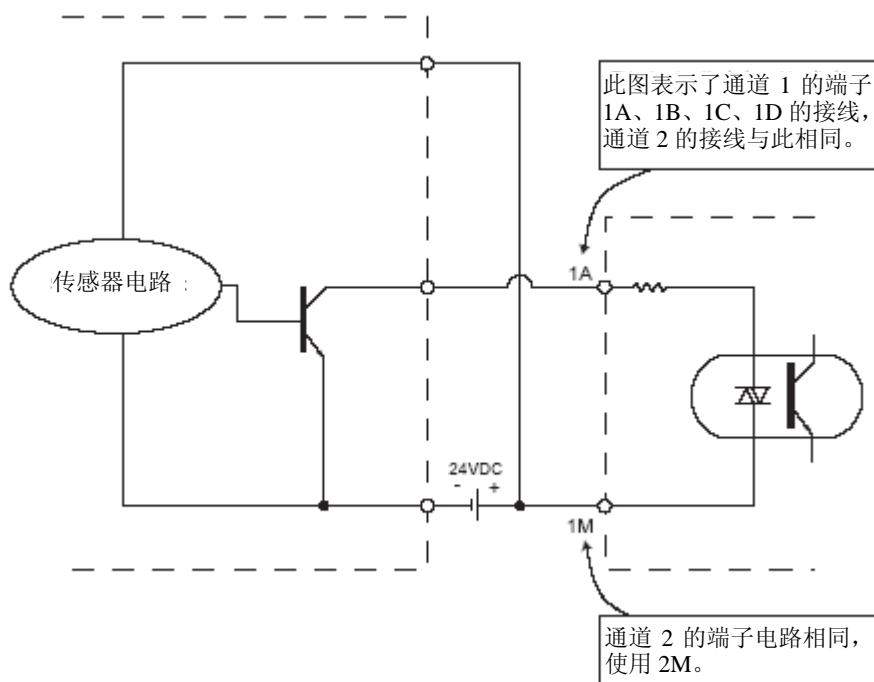 此图表示了通道 1 的端子
1A、1B、1C、1D 的接线，
通道 2 的接线与此相同。
传感器电路
1A
24VDC
- +
1M
通道 2 的端子电路相同，
使用 2M。